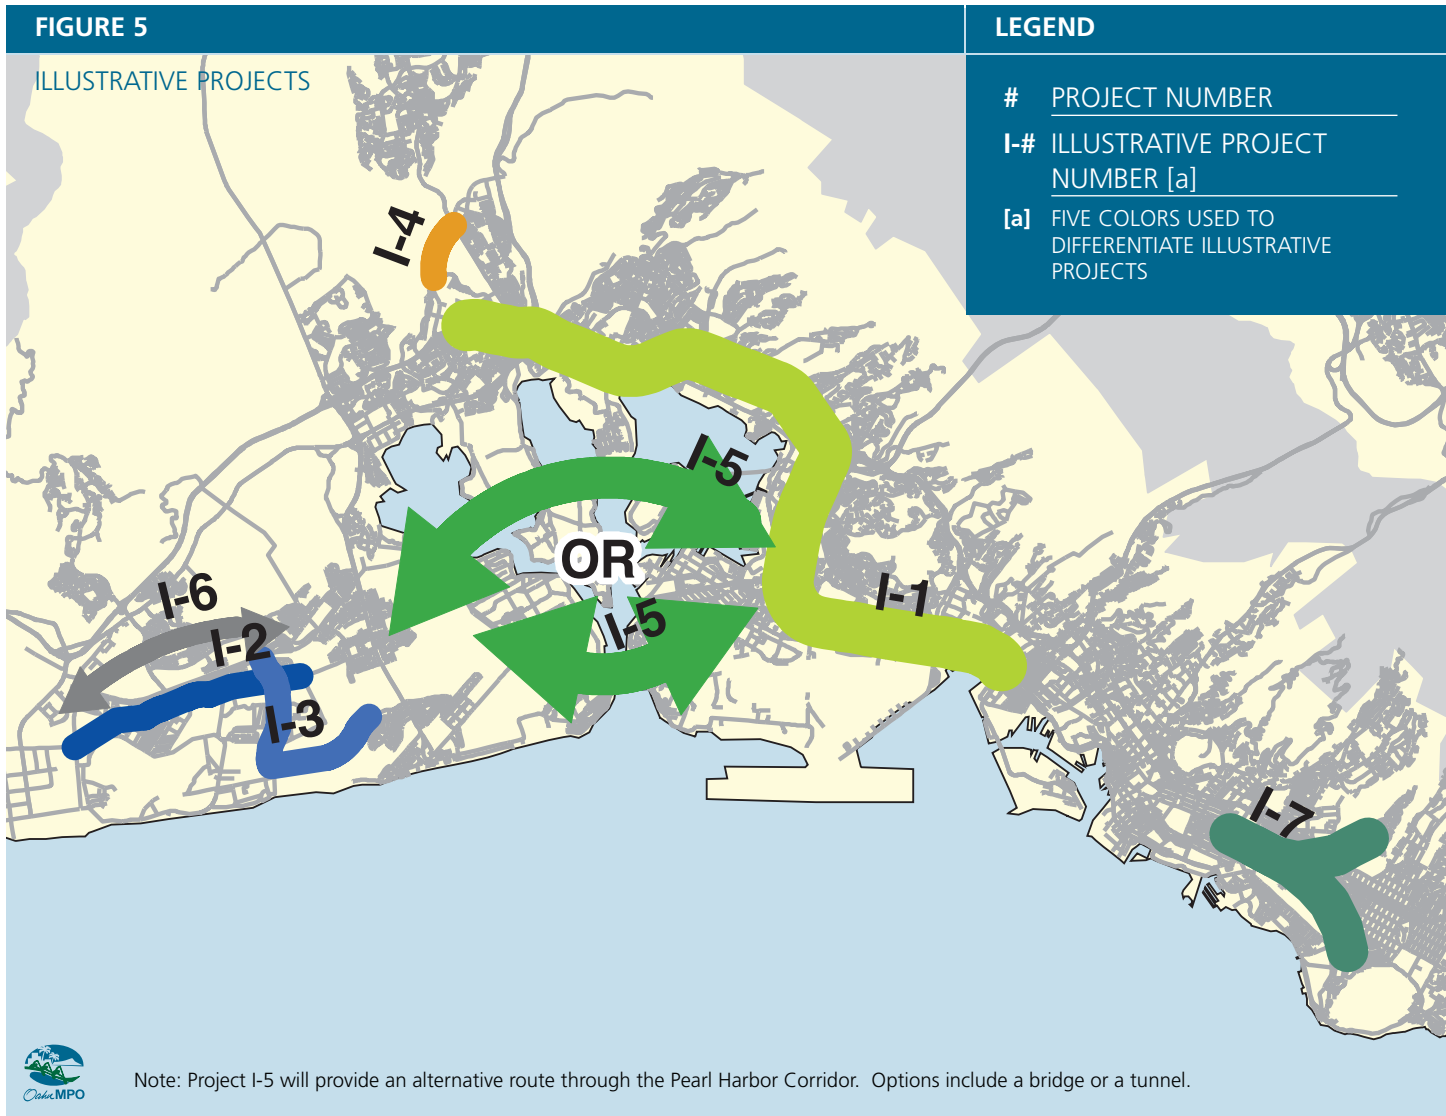 FIGURE 5
LEGEND
ILLUSTRATIVE PROJECTS
# PROJECT NUMBER
I-# ILLUSTRATIVE PROJECT
NUMBER [a]
[a] FIVE COLORS USED TO
DIFFERENTIATE ILLUSTRATIVE
PROJECTS
I-4
I-5
OR
I-6
I-1
I-2
I-5
I-3
I-7
Oahu MPO
Note: Project I-5 will provide an alternative route through the Pearl Harbor Corridor. Options include a bridge or a tunnel.